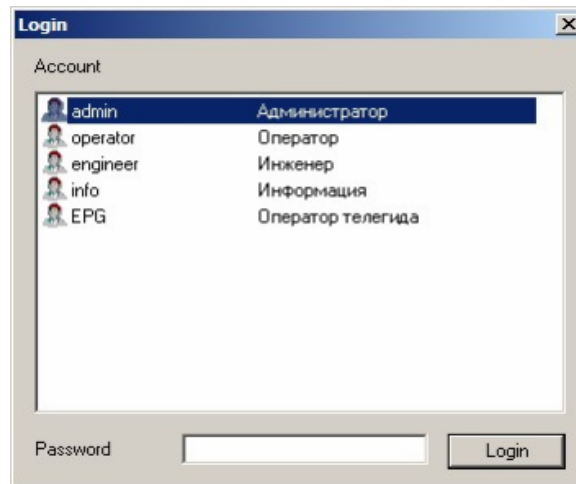 Login
Account
admin Администратор
operator Оператор
engineer Инженер
info Информация
EPG Оператор телегида
Password
Login